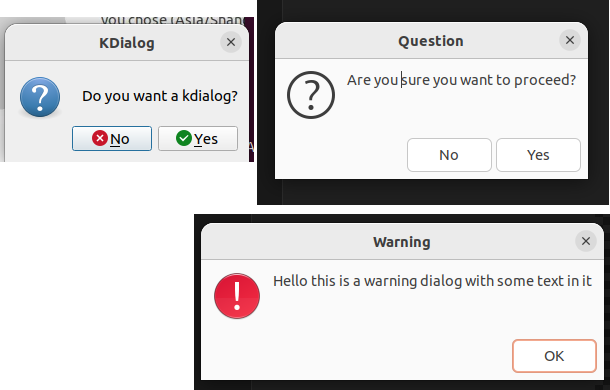 you chose (Asia/Shang
KDialog
Do you want a kdialog?
No
Yes
Question
Are you sure you want to proceed?
No
Yes
Warning
Hello this is a warning dialog with some text in it
OK